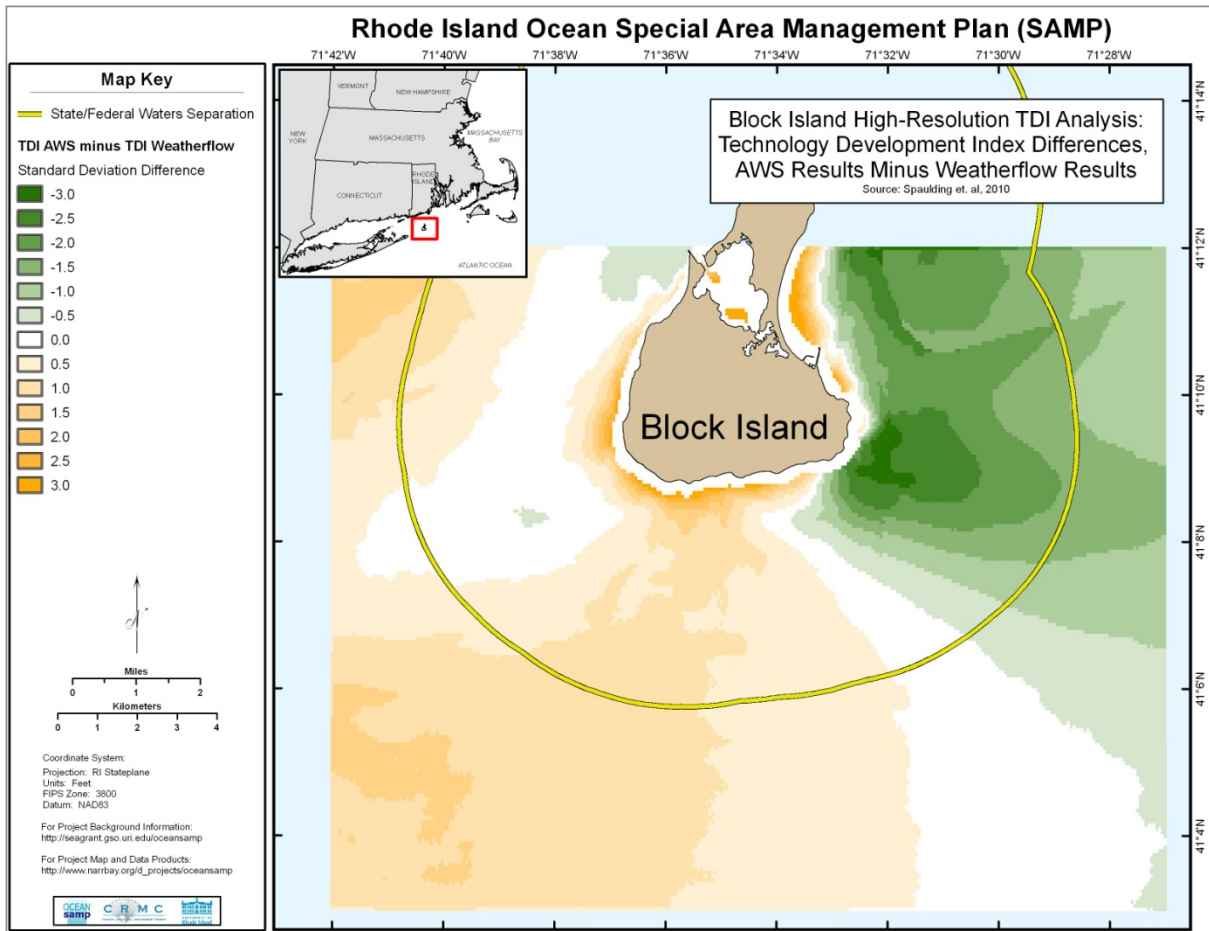 Rhode Island Ocean Special Area Management Plan (SAMP)
71°42'W
71°40'W
71°38'W
71°36'W
71°34'W
71°32'W
71°30'W
71°28'W
Map Key
State/Federal Waters Separation
TDI AWS minus TDI Weatherflow
Standard Deviation Difference
-3.0
-2.5
-2.0
-1.5
-1.0
-0.5
0.0
0.5
1.0
1.5
2.0
2.5
3.0
N
Miles
0 1 2
Kilometers
0 1 2 3 4
Coordinate System:
Projection: RI Stateplane
Units: Feet
FIPS Zone: 3800
Datum: NAD83
For Project Background Information:
http://seagrant.gso.uri.edu/oceansamp
For Project Map and Data Products:
http://www.narrbay.org/d_projects/oceansamp
OCEAN
samp
CRMC
Rhode Island
VERMONT
NEW HAMPSHIRE
NEW
YORK
MASSACHUSETTS
MASSACHUSETTS
BAY
CONNECTICUT
RHODE
ISLAND
ATLANTIC OCEAN
Block Island High-Resolution TDI Analysis:
Technology Development Index Differences,
AWS Results Minus Weatherflow Results
Source: Spaulding et. al, 2010
Block Island
41°14'N
41°12'N
41°10'N
41°8'N
41°6'N
41°4'N